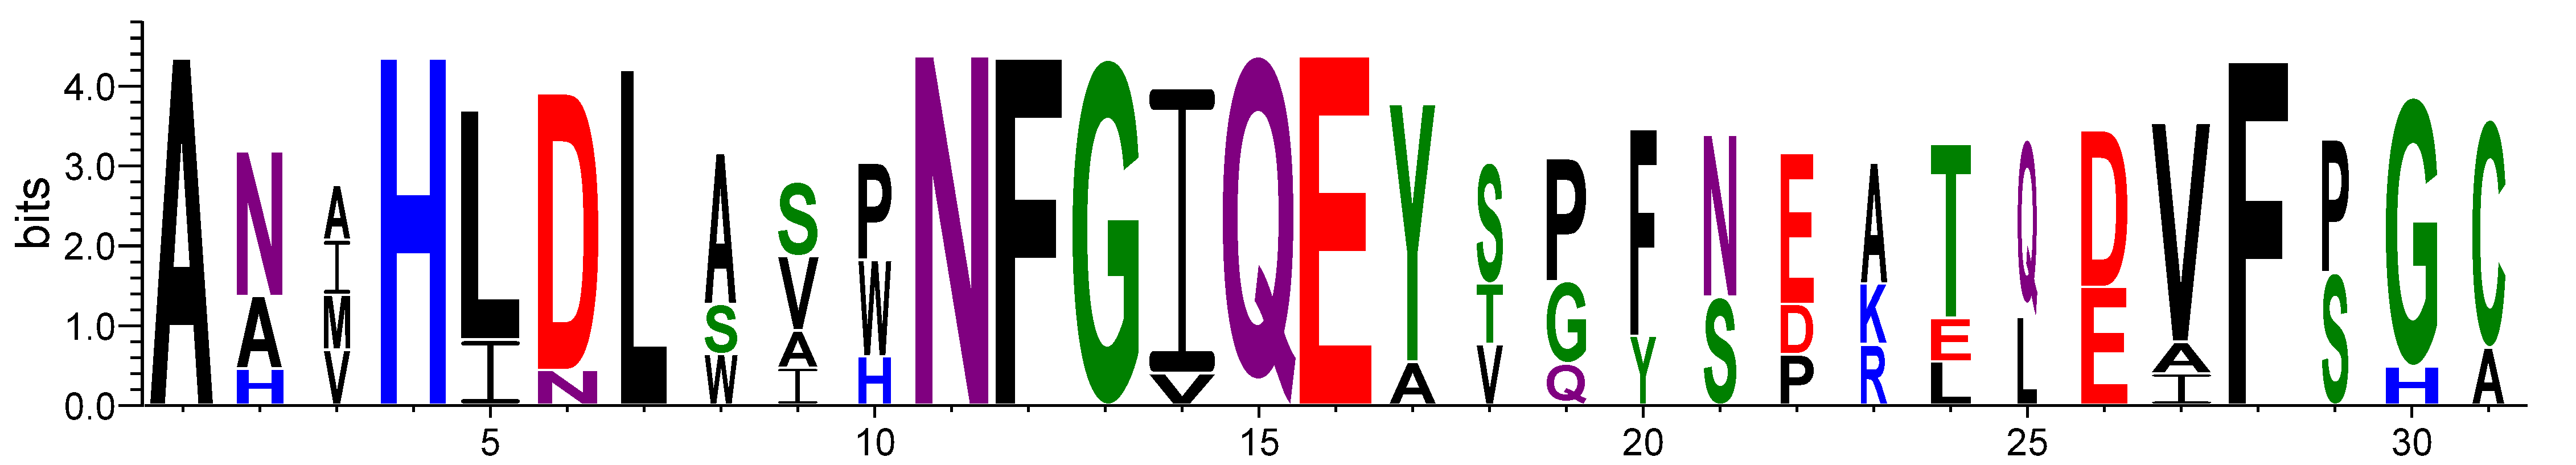 bits
4.0
3.0
2.0
1.0
0.0
A N A H L D L A S P N F G I Q E Y S P F N E A T Q D V F P G C
A I I N S V W V A T G Y S D K E L E A S H A
H M W A H V Q P R L I
V I
5 10 15 20 25 30